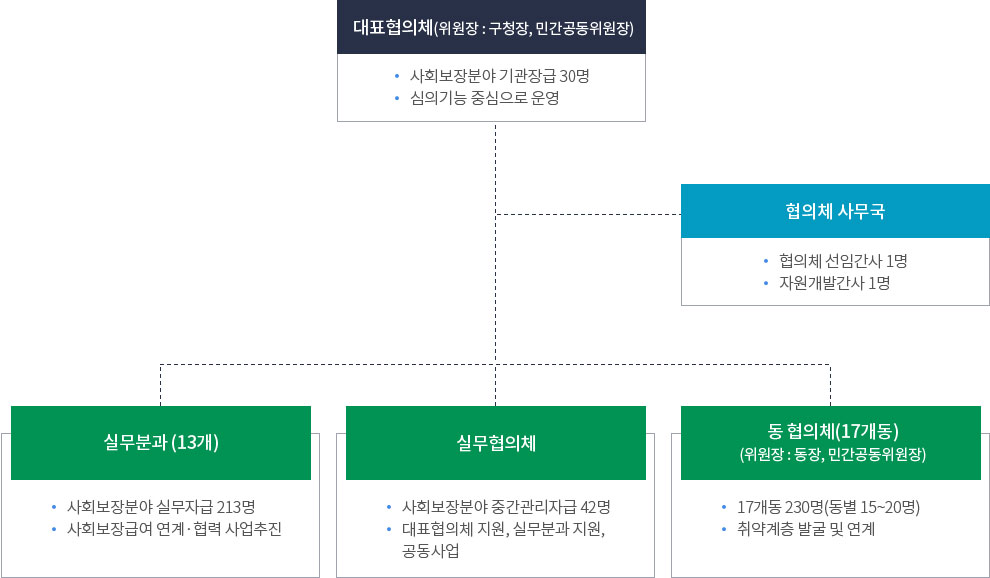 대표협의체(위원장 : 구청장, 민간공동위원장)
• 사회보장분야 기관장급 30명
• 심의기능 중심으로 운영
협의체 사무국
• 협의체 선임간사 1명
• 자원개발간사 1명
실무분과 (13개)
• 사회보장분야 실무자급 213명
• 사회보장급여 연계·협력 사업추진
실무협의체
• 사회보장분야 중간관리자급 42명
• 대표협의체 지원, 실무분과 지원,
공동사업
동 협의체(17개동)
(위원장 : 동장, 민간공동위원장)
• 17개동 230명(동별 15~20명)
• 취약계층 발굴 및 연계